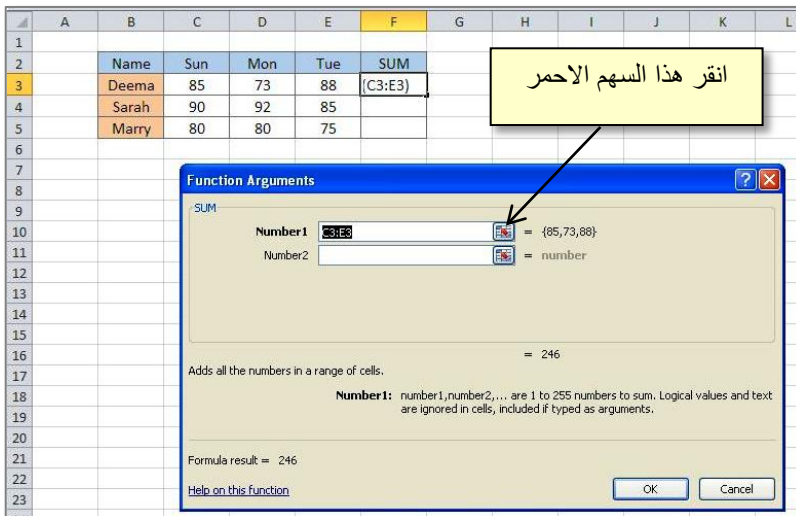 A B C D E F G H I J K L
1
2 Name Sun Mon Tue SUM
3 Deema 85 73 88 (C3:E3)
4 Sarah 90 92 85
5 Marry 80 80 75
6
7
8
9
10
11
12
13
14
15
16
17
18
19
20
21
22
23
انقر هذا السهم الاحمر
Function Arguments
SUM
Number1 C3:E3 = {85,73,88}
Number2 = number
= 246
Adds all the numbers in a range of cells.
Number1: number1,number2,... are 1 to 255 numbers to sum. Logical values and text
are ignored in cells, included if typed as arguments.
Formula result = 246
Help on this function
OK Cancel